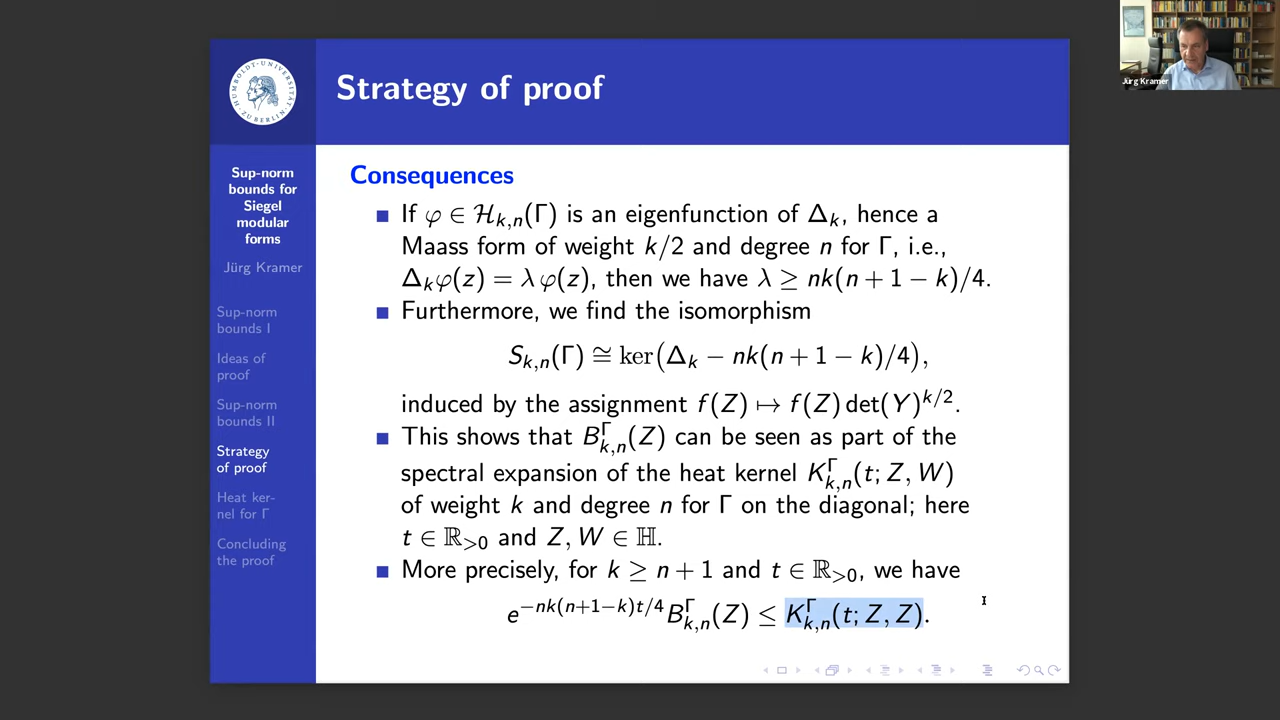 Jürg Kramer
HUMBOLDT-UNIVERSITÄT
ZU BERLIN
Strategy of proof
Sup-norm
bounds for
Siegel
modular
forms
Jürg Kramer
Sup-norm
bounds I
Ideas of
proof
Sup-norm
bounds II
Strategy
of proof
Heat ker-
nel for Γ
Concluding
the proof
Consequences
If φ ∈ ℋ_{k,n}(Γ) is an eigenfunction of Δ_k, hence a
Maass form of weight k/2 and degree n for Γ, i.e.,
Δ_kφ(z) = λ φ(z), then we have λ ≥ nk(n + 1 − k)/4.
Furthermore, we find the isomorphism
S_{k,n}(Γ) ≅ ker(Δ_k − nk(n + 1 − k)/4),
induced by the assignment f(Z) ↦ f(Z) det(Y)^{k/2}.
This shows that B^Γ_{k,n}(Z) can be seen as part of the
spectral expansion of the heat kernel K^Γ_{k,n}(t; Z, W)
of weight k and degree n for Γ on the diagonal; here
t ∈ ℝ_{>0} and Z, W ∈ ℍ.
More precisely, for k ≥ n + 1 and t ∈ ℝ_{>0}, we have
e^{−nk(n+1−k)t/4} B^Γ_{k,n}(Z) ≤ K^Γ_{k,n}(t; Z, Z).